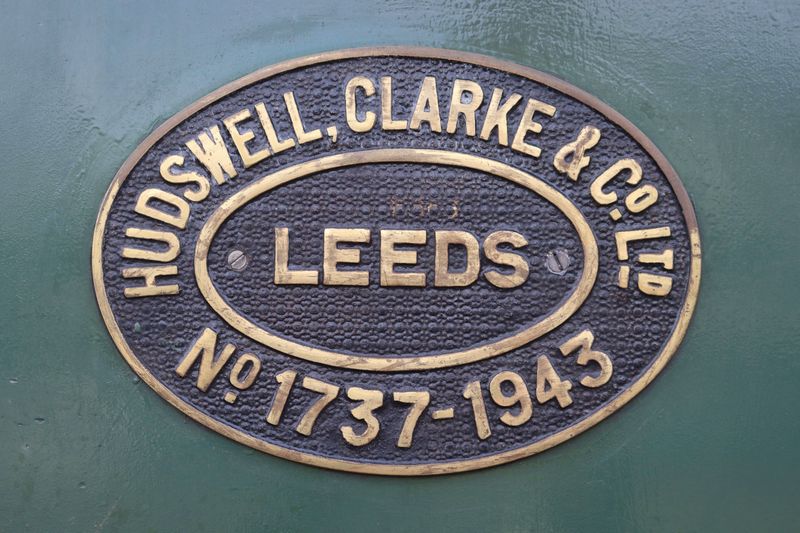 HUDSWELL, CLARKE & Co. LTD
LEEDS
No. 1737-1943